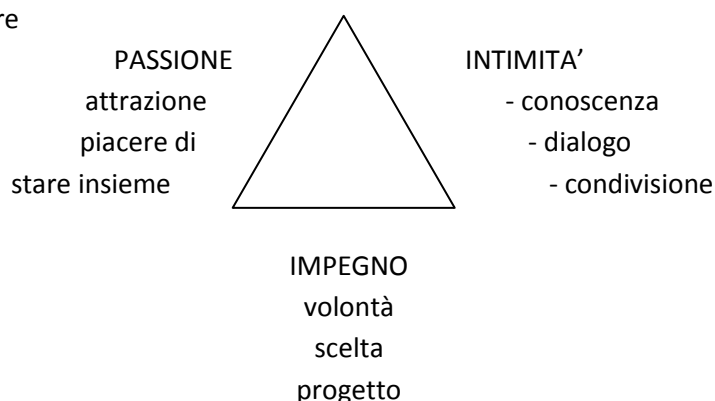 re
PASSIONE
attrazione
piacere di
stare insieme
INTIMITA’
- conoscenza
- dialogo
- condivisione
IMPEGNO
volontà
scelta
progetto